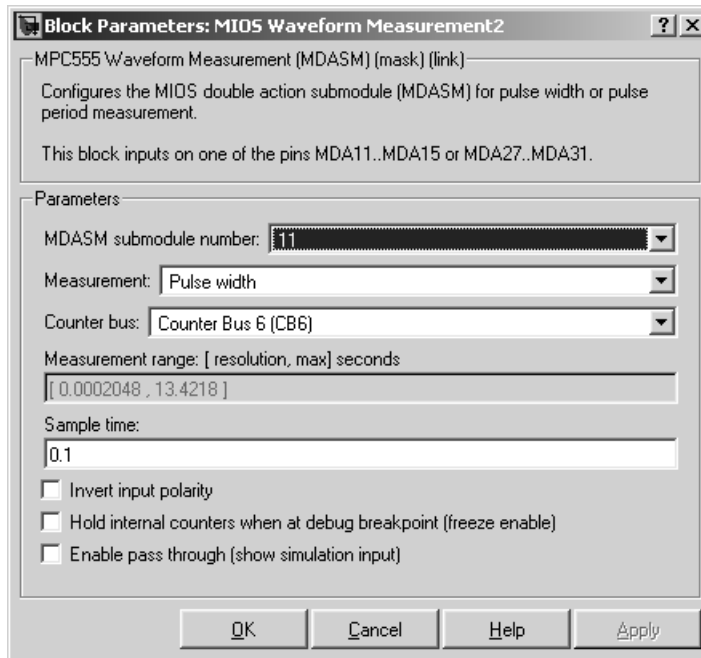 Block Parameters: MIOS Waveform Measurement2
MPC555 Waveform Measurement (MDASM) (mask) (link)
Configures the MIOS double action submodule (MDASM) for pulse width or pulse
period measurement.
This block inputs on one of the pins MDA11..MDA15 or MDA27..MDA31.
Parameters
MDASM submodule number: 11
Measurement: Pulse width
Counter bus: Counter Bus 6 (CB6)
Measurement range: [ resolution, max] seconds
[ 0.0002048 , 13.4218 ]
Sample time:
0.1
Invert input polarity
Hold internal counters when at debug breakpoint (freeze enable)
Enable pass through (show simulation input)
OK Cancel Help Apply